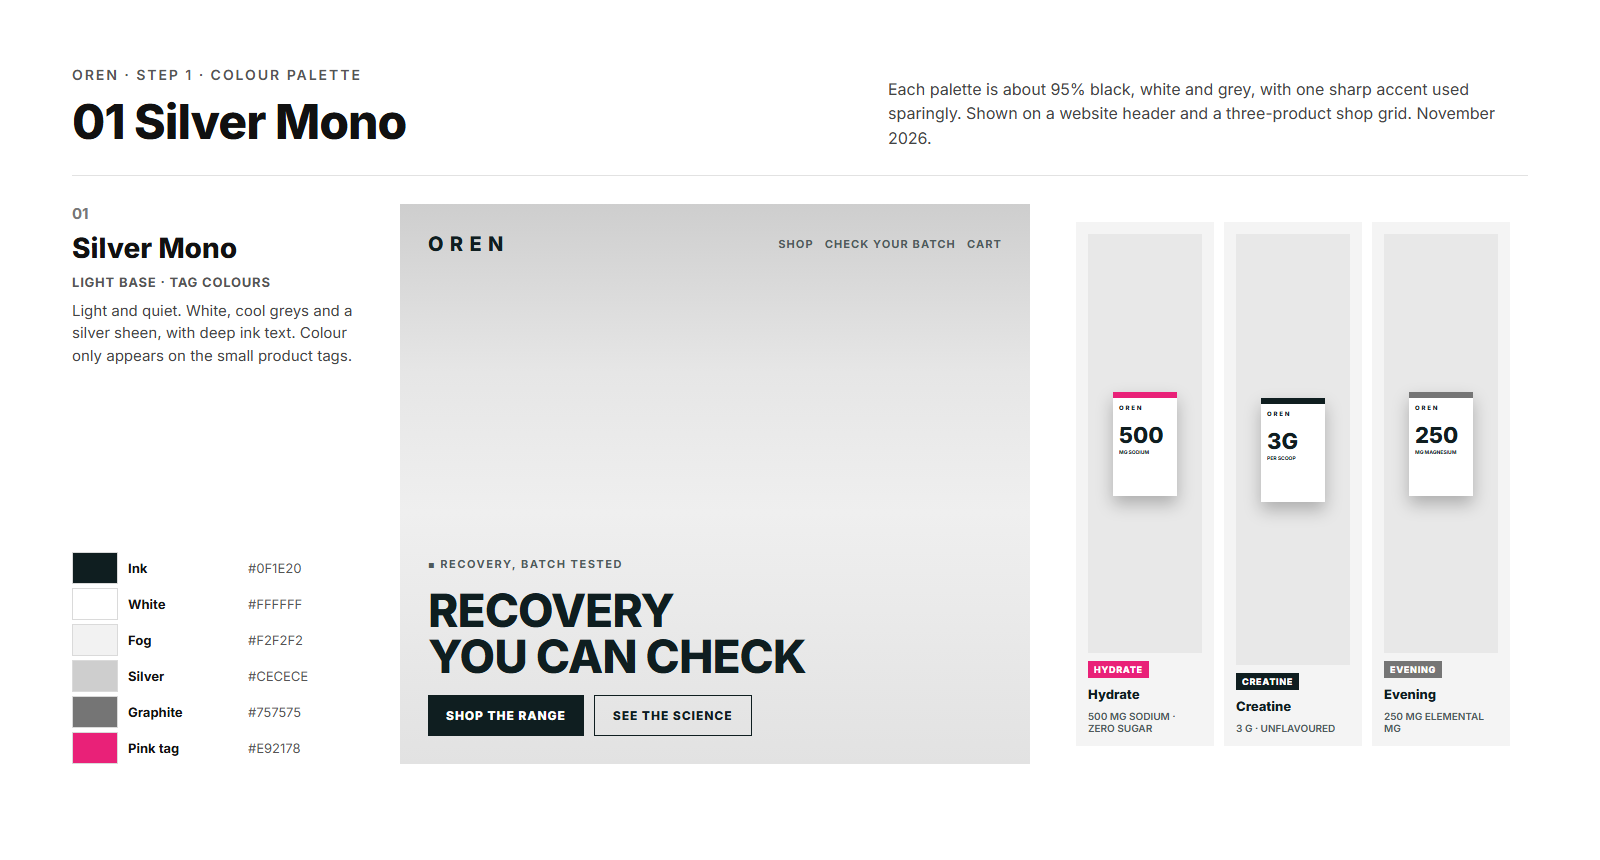 OREN · STEP 1 · COLOUR PALETTE
01 Silver Mono
Each palette is about 95% black, white and grey, with one sharp accent used
sparingly. Shown on a website header and a three-product shop grid. November
2026.
01
Silver Mono
LIGHT BASE · TAG COLOURS
Light and quiet. White, cool greys and a
silver sheen, with deep ink text. Colour
only appears on the small product tags.
Ink #0F1E20
White #FFFFFF
Fog #F2F2F2
Silver #CECECE
Graphite #757575
Pink tag #E92178
OREN
SHOP CHECK YOUR BATCH CART
▪ RECOVERY, BATCH TESTED
RECOVERY
YOU CAN CHECK
SHOP THE RANGE
SEE THE SCIENCE
OREN
500
MG SODIUM
HYDRATE
Hydrate
500 MG SODIUM ·
ZERO SUGAR
OREN
3G
PER SCOOP
CREATINE
Creatine
3 G · UNFLAVOURED
OREN
250
MG MAGNESIUM
EVENING
Evening
250 MG ELEMENTAL
MG